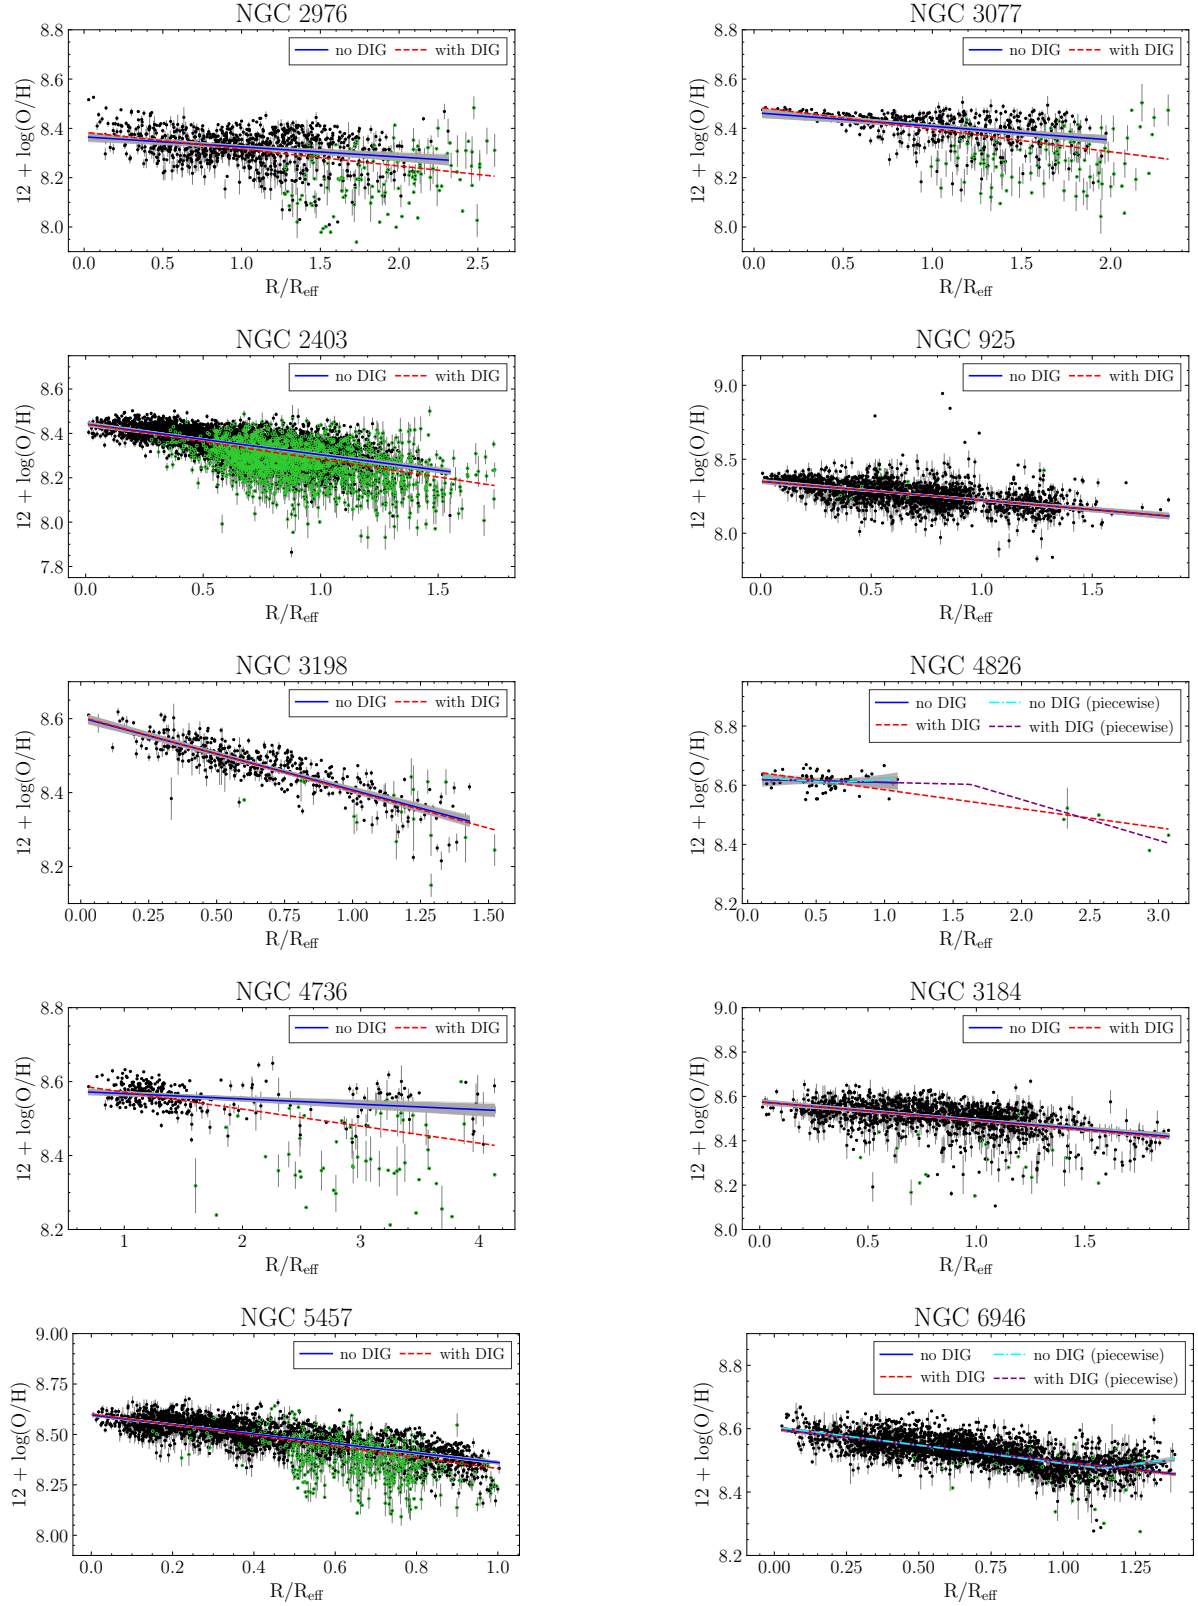 NGC 2976
8.8
8.6
8.4
8.2
8.0
12 + log(O/H)
no DIG
with DIG
0.0 0.5 1.0 1.5 2.0 2.5
R/R_eff
NGC 3077
8.8
8.6
8.4
8.2
8.0
12 + log(O/H)
no DIG
with DIG
0.0 0.5 1.0 1.5 2.0
R/R_eff
NGC 2403
8.6
8.4
8.2
8.0
7.8
12 + log(O/H)
no DIG
with DIG
0.0 0.5 1.0 1.5
R/R_eff
NGC 925
9.0
8.5
8.0
12 + log(O/H)
no DIG
with DIG
0.0 0.5 1.0 1.5
R/R_eff
NGC 3198
8.6
8.4
8.2
12 + log(O/H)
no DIG
with DIG
0.00 0.25 0.50 0.75 1.00 1.25 1.50
R/R_eff
NGC 4826
8.8
8.6
8.4
8.2
12 + log(O/H)
no DIG
with DIG
no DIG (piecewise)
with DIG (piecewise)
0.0 0.5 1.0 1.5 2.0 2.5 3.0
R/R_eff
NGC 4736
8.8
8.6
8.4
8.2
12 + log(O/H)
no DIG
with DIG
1 2 3 4
R/R_eff
NGC 3184
9.0
8.8
8.6
8.4
8.2
8.0
12 + log(O/H)
no DIG
with DIG
0.0 0.5 1.0 1.5
R/R_eff
NGC 5457
9.00
8.75
8.50
8.25
8.00
12 + log(O/H)
no DIG
with DIG
0.0 0.2 0.4 0.6 0.8 1.0
R/R_eff
NGC 6946
8.8
8.6
8.4
8.2
12 + log(O/H)
no DIG
with DIG
no DIG (piecewise)
with DIG (piecewise)
0.00 0.25 0.50 0.75 1.00 1.25
R/R_eff